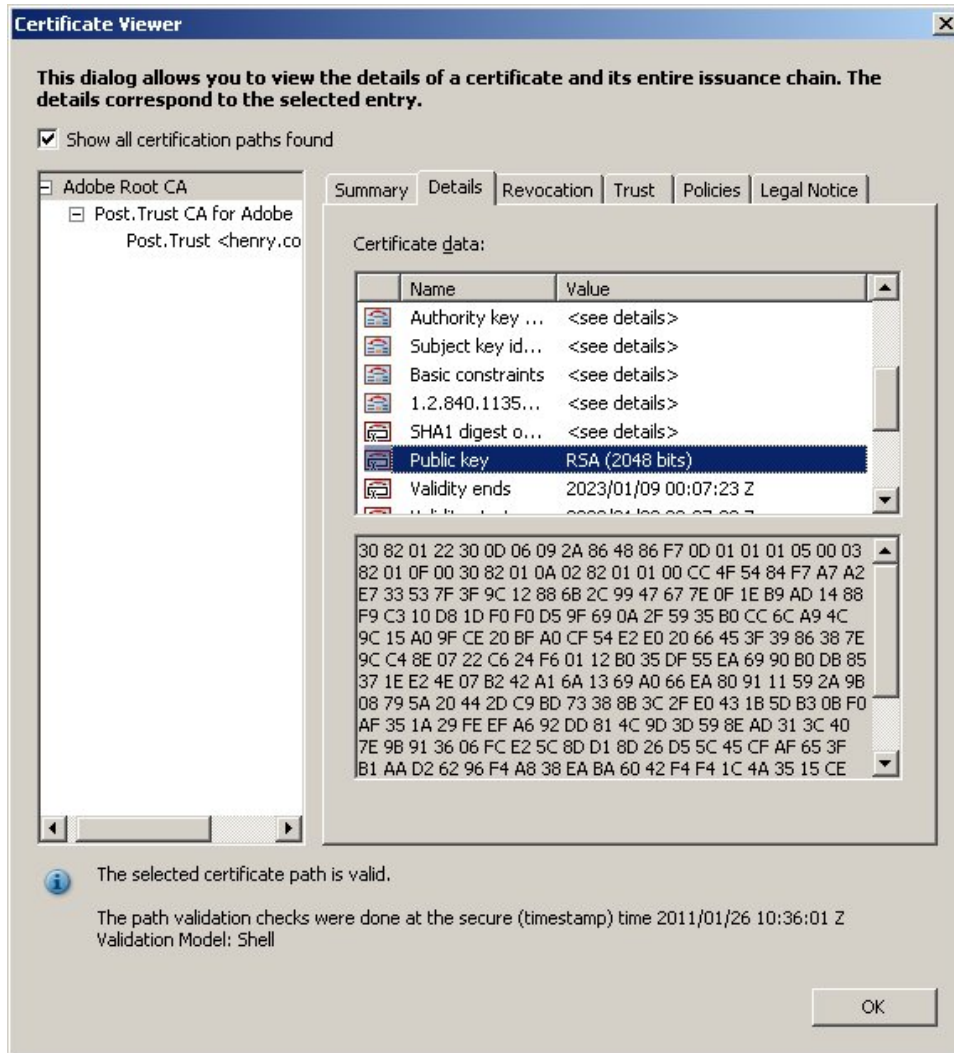 Certificate Viewer
This dialog allows you to view the details of a certificate and its entire issuance chain. The
details correspond to the selected entry.
Show all certification paths found
Adobe Root CA
Post.Trust CA for Adobe
Post.Trust <henry.co
Summary Details Revocation Trust Policies Legal Notice
Certificate data:
Name Value
Authority key ... <see details>
Subject key id... <see details>
Basic constraints <see details>
1.2.840.1135... <see details>
SHA1 digest o... <see details>
Public key RSA (2048 bits)
Validity ends 2023/01/09 00:07:23 Z
30 82 01 22 30 0D 06 09 2A 86 48 86 F7 0D 01 01 01 05 00 03
82 01 0F 00 30 82 01 0A 02 82 01 01 00 CC 4F 54 84 F7 A7 A2
E7 33 53 7F 3F 9C 12 88 6B 2C 99 47 67 7E 0F 1E B9 AD 14 88
F9 C3 10 D8 1D F0 F0 D5 9F 69 0A 2F 59 35 B0 CC 6C A9 4C
9C 15 A0 9F CE 20 BF A0 CF 54 E2 E0 20 66 45 3F 39 86 38 7E
9C C4 8E 07 22 C6 24 F6 01 12 B0 35 DF 55 EA 69 90 B0 DB 85
37 1E E2 4E 07 B2 42 A1 6A 13 69 A0 66 EA 80 91 11 59 2A 9B
08 79 5A 20 44 2D C9 BD 73 38 8B 3C 2F E0 43 1B 5D B3 0B F0
AF 35 1A 29 FE EF A6 92 DD 81 4C 9D 3D 59 8E AD 31 3C 40
7E 9B 91 36 06 FC E2 5C 8D D1 8D 26 D5 5C 45 CF AF 65 3F
B1 AA D2 62 96 F4 A8 38 EA BA 60 42 F4 F4 1C 4A 35 15 CE
The selected certificate path is valid.
The path validation checks were done at the secure (timestamp) time 2011/01/26 10:36:01 Z
Validation Model: Shell
OK